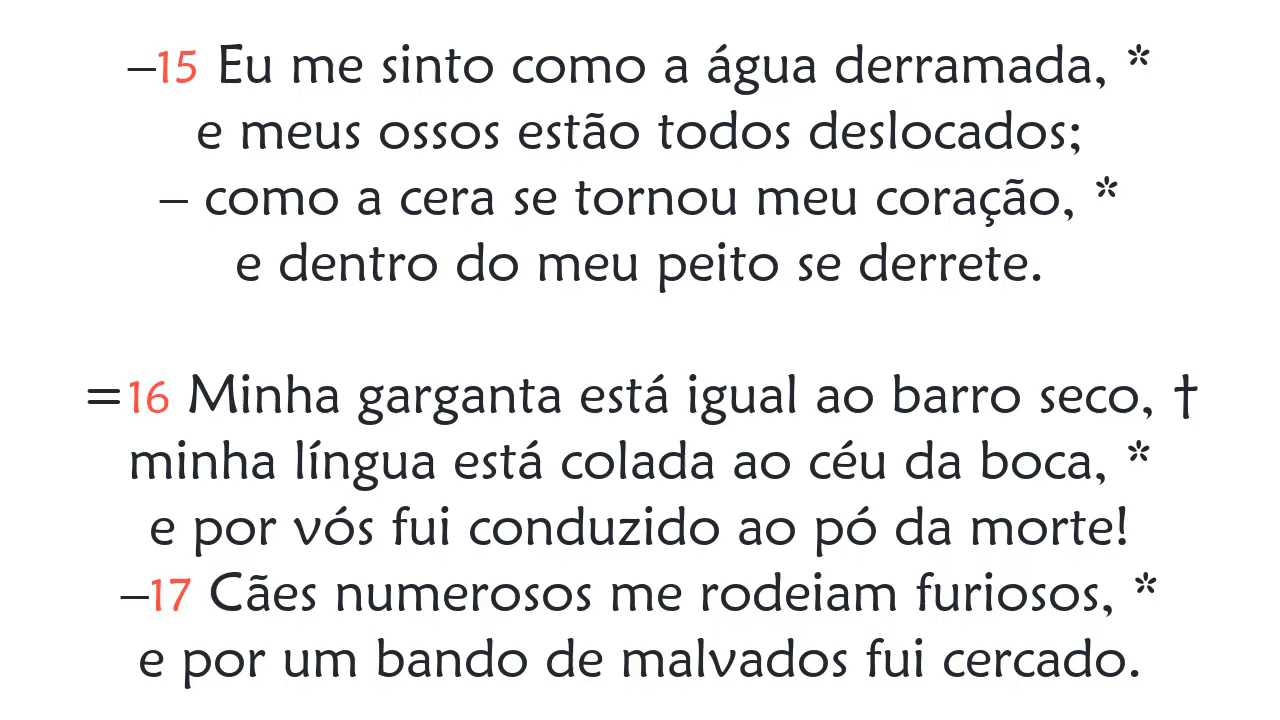 –15 Eu me sinto como a água derramada, *
e meus ossos estão todos deslocados;
– como a cera se tornou meu coração, *
e dentro do meu peito se derrete.
=16 Minha garganta está igual ao barro seco, †
minha língua está colada ao céu da boca, *
e por vós fui conduzido ao pó da morte!
–17 Cães numerosos me rodeiam furiosos, *
e por um bando de malvados fui cercado.